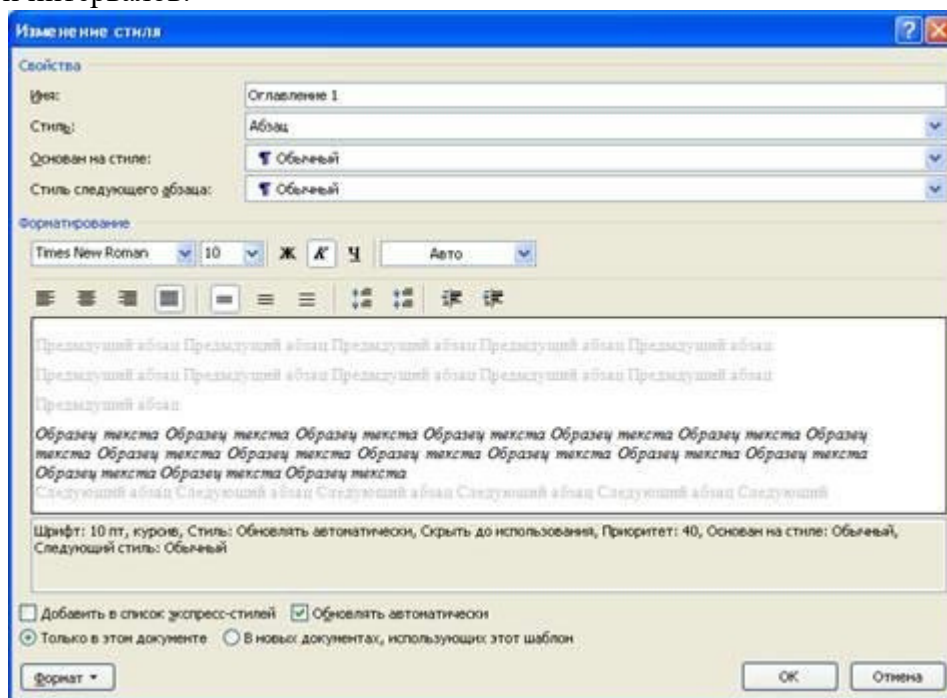 и интервалов.
Изменение стиля
Свойства
Имя: Оглавление 1
Стиль: Абзац
Основан на стиле: ¶ Обычный
Стиль следующего абзаца: ¶ Обычный
Форматирование
Times New Roman 10 Ж К Ч Авто
Предыдущий абзац Предыдущий абзац Предыдущий абзац Предыдущий абзац Предыдущий абзац
Предыдущий абзац Предыдущий абзац Предыдущий абзац Предыдущий абзац Предыдущий абзац
Предыдущий абзац
Образец текста Образец текста Образец текста Образец текста Образец текста Образец текста Образец
текста Образец текста Образец текста Образец текста Образец текста Образец текста Образец текста
Образец текста Образец текста Образец текста
Следующий абзац Следующий абзац Следующий абзац Следующий абзац Следующий абзац Следующий
Шрифт: 10 пт, курсив, Стиль: Обновлять автоматически, Скрыть до использования, Приоритет: 40, Основан на стиле: Обычный,
Следующий стиль: Обычный
Добавить в список экспресс-стилей Обновлять автоматически
Только в этом документе В новых документах, использующих этот шаблон
Формат ОК Отмена